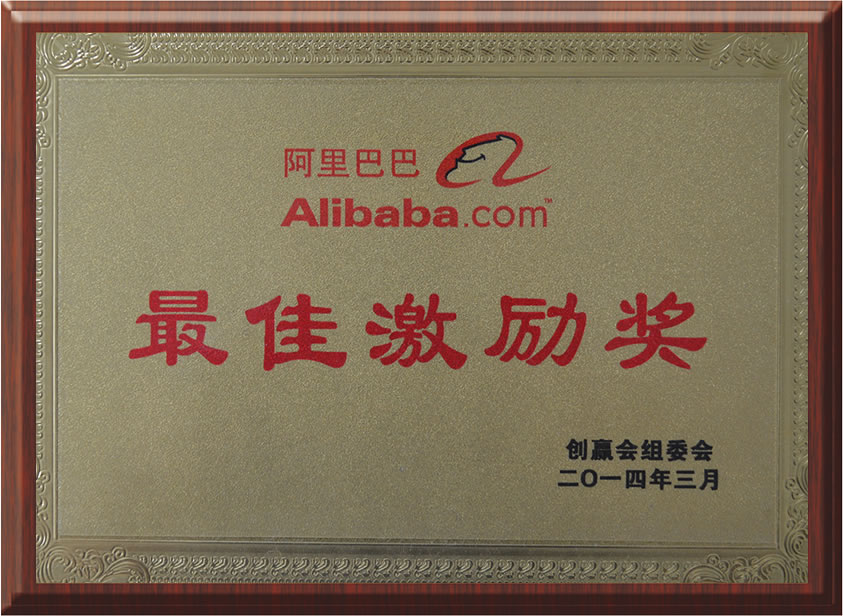 阿里巴巴
Alibaba.com™
最佳激励奖
创赢会组委会
二〇一四年三月